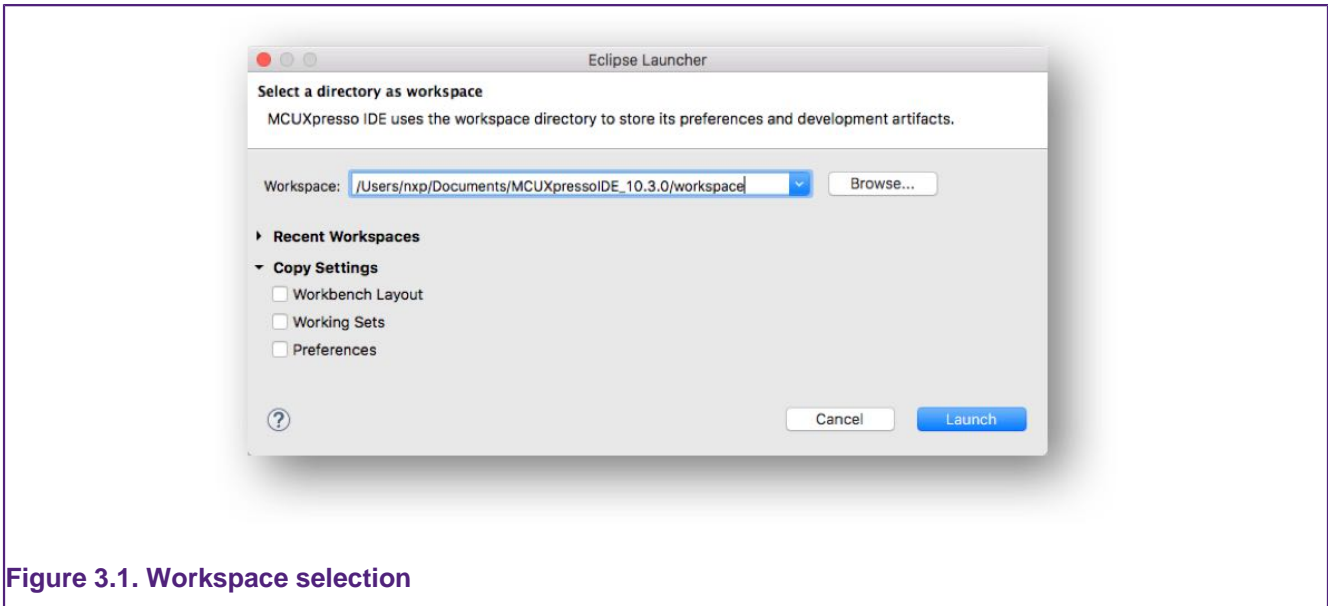 Eclipse Launcher
Select a directory as workspace
MCUXpresso IDE uses the workspace directory to store its preferences and development artifacts.
Workspace: /Users/nxp/Documents/MCUXpressoIDE_10.3.0/workspace Browse...
Recent Workspaces
Copy Settings
Workbench Layout
Working Sets
Preferences
? Cancel Launch
Figure 3.1. Workspace selection